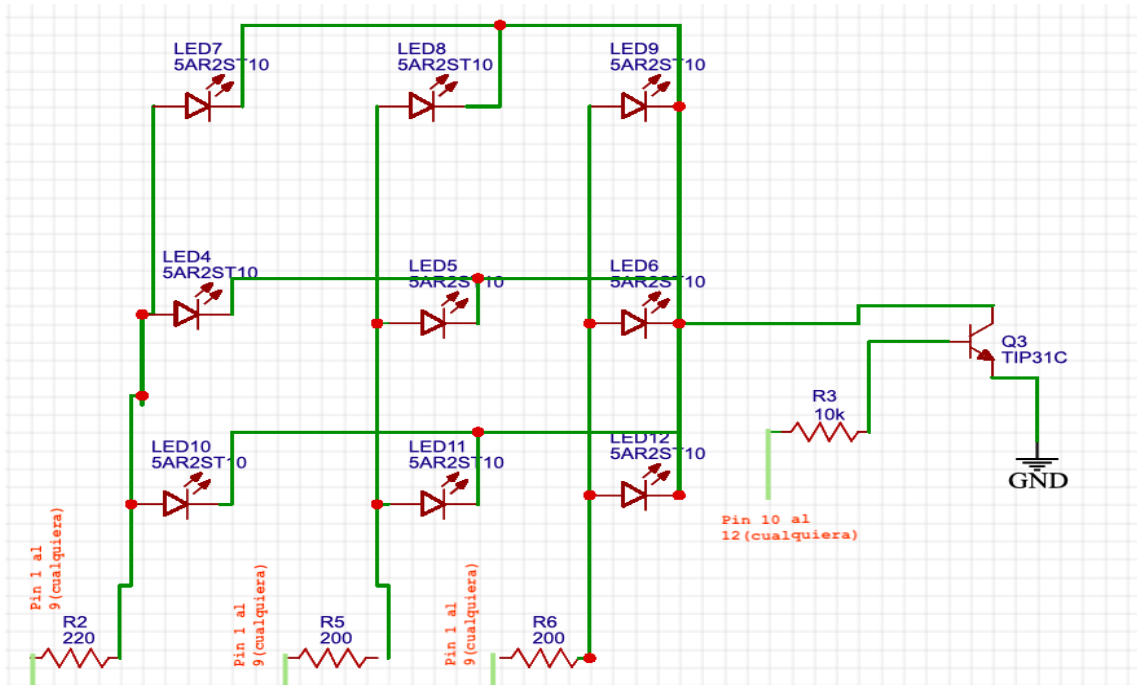 LED7
5AR2ST10
LED8
5AR2ST10
LED9
5AR2ST10
LED4
5AR2ST10
LED5
5AR2ST10
LED6
5AR2ST10
Q3
TIP31C
R3
10k
LED10
5AR2ST10
LED11
5AR2ST10
LED12
5AR2ST10
GND
Pin 10 al
12(cualquiera)
Pin 1 al
9(cualquiera)
R2
220
Pin 1 al
9(cualquiera)
R5
200
Pin 1 al
9(cualquiera)
R6
200